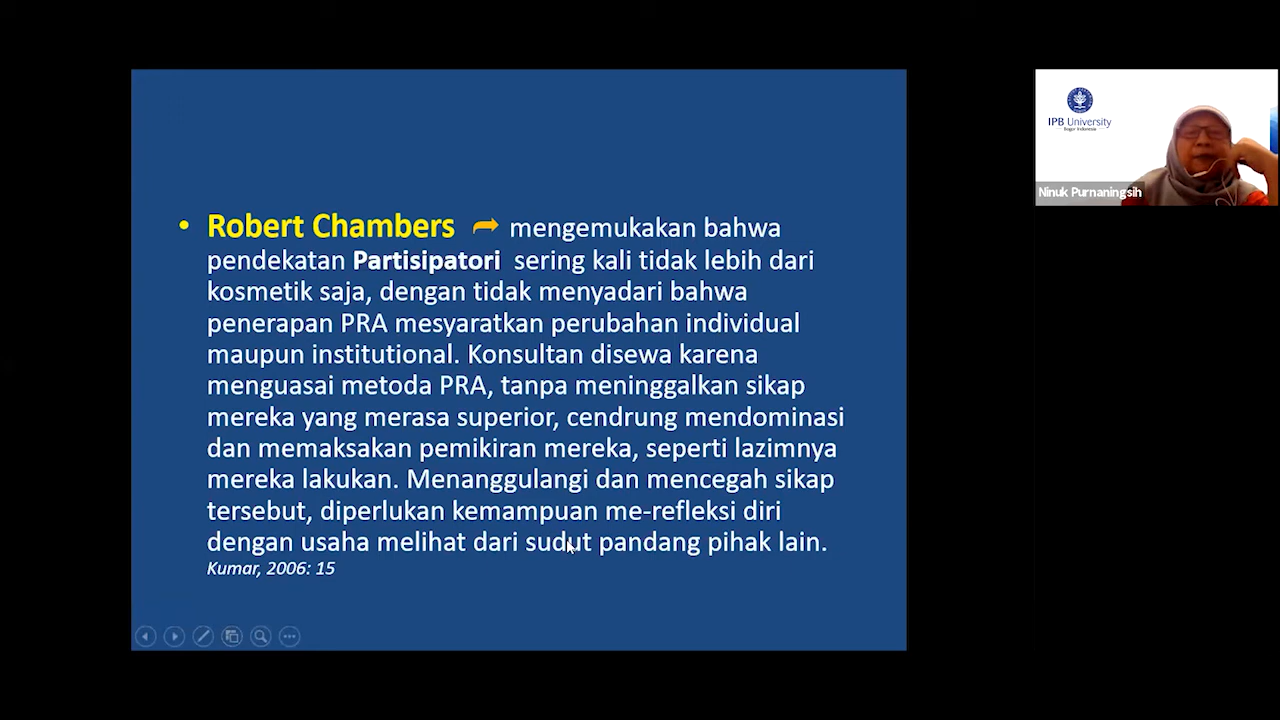 • Robert Chambers ➦ mengemukakan bahwa
pendekatan Partisipatori sering kali tidak lebih dari
kosmetik saja, dengan tidak menyadari bahwa
penerapan PRA mesyaratkan perubahan individual
maupun institutional. Konsultan disewa karena
menguasai metoda PRA, tanpa meninggalkan sikap
mereka yang merasa superior, cendrung mendominasi
dan memaksakan pemikiran mereka, seperti lazimnya
mereka lakukan. Menanggulangi dan mencegah sikap
tersebut, diperlukan kemampuan me-refleksi diri
dengan usaha melihat dari sudut pandang pihak lain.
Kumar, 2006: 15
IPB University
Bogor Indonesia
Ninuk Purnaningsih